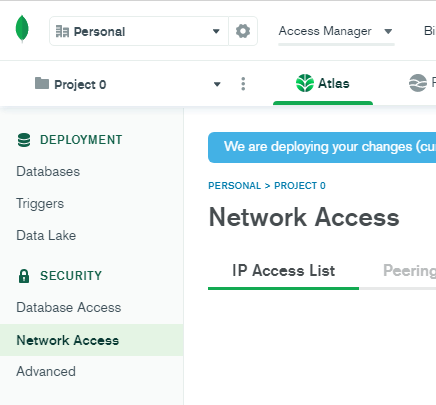 Personal
Access Manager
Bi
Project 0
Atlas
DEPLOYMENT
Databases
Triggers
Data Lake
SECURITY
Database Access
Network Access
Advanced
We are deploying your changes (cu
PERSONAL > PROJECT 0
Network Access
IP Access List
Peering